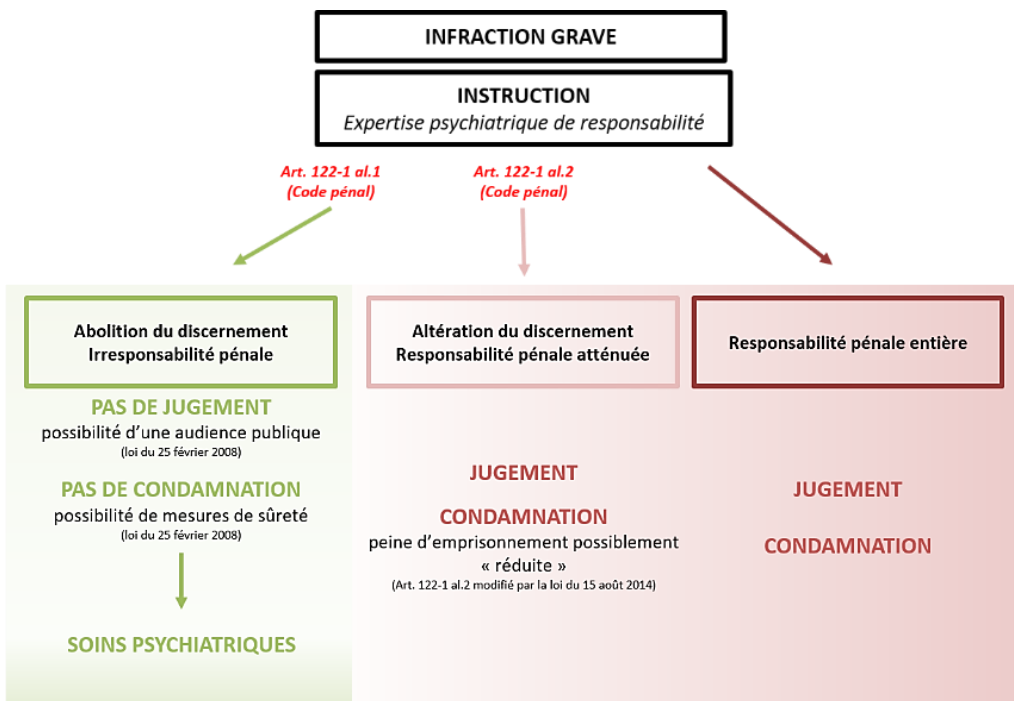 INFRACTION GRAVE
INSTRUCTION
Expertise psychiatrique de responsabilité
Art. 122-1 al.1
(Code pénal)
Art. 122-1 al.2
(Code pénal)
Abolition du discernement
Irresponsabilité pénale
PAS DE JUGEMENT
possibilité d'une audience publique
(loi du 25 février 2008)
PAS DE CONDAMNATION
possibilité de mesures de sûreté
(loi du 25 février 2008)
SOINS PSYCHIATRIQUES
Altération du discernement
Responsabilité pénale atténuée
JUGEMENT
CONDAMNATION
peine d'emprisonnement possiblement
« réduite »
(Art. 122-1 al.2 modifié par la loi du 15 août 2014)
Responsabilité pénale entière
JUGEMENT
CONDAMNATION